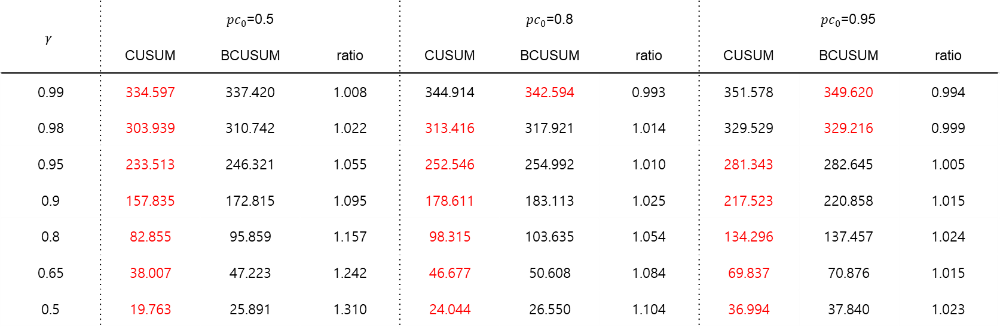 𝑝𝑐₀=0.5 𝑝𝑐₀=0.8 𝑝𝑐₀=0.95
γ
CUSUM BCUSUM ratio CUSUM BCUSUM ratio CUSUM BCUSUM ratio
0.99 334.597 337.420 1.008 344.914 342.594 0.993 351.578 349.620 0.994
0.98 303.939 310.742 1.022 313.416 317.921 1.014 329.529 329.216 0.999
0.95 233.513 246.321 1.055 252.546 254.992 1.010 281.343 282.645 1.005
0.9 157.835 172.815 1.095 178.611 183.113 1.025 217.523 220.858 1.015
0.8 82.855 95.859 1.157 98.315 103.635 1.054 134.296 137.457 1.024
0.65 38.007 47.223 1.242 46.677 50.608 1.084 69.837 70.876 1.015
0.5 19.763 25.891 1.310 24.044 26.550 1.104 36.994 37.840 1.023